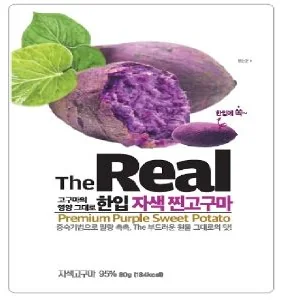 한입에 쏙~
The Real
고구마의
영양 그대로 한입 자색 찐고구마
Premium Purple Sweet Potato
증숙기법으로 말랑 촉촉, The 부드러운 원물 그대로의 맛!
자색고구마 95% 80g (184kcal)